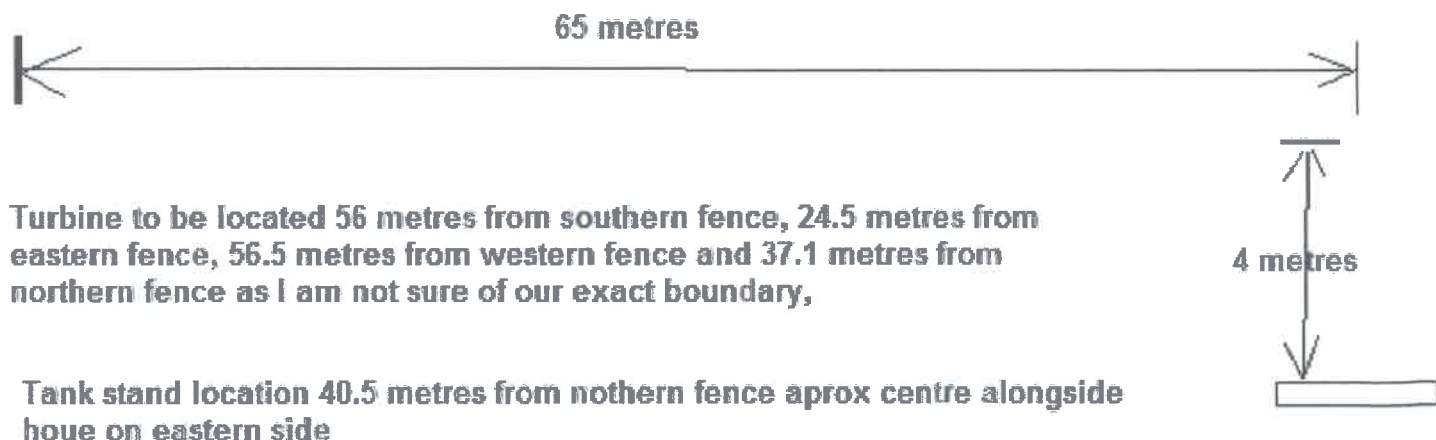 65 metres
Turbine to be located 56 metres from southern fence, 24.5 metres from
eastern fence, 56.5 metres from western fence and 37.1 metres from
northern fence as I am not sure of our exact boundary,
4 metres
Tank stand location 40.5 metres from nothern fence aprox centre alongside
houe on eastern side